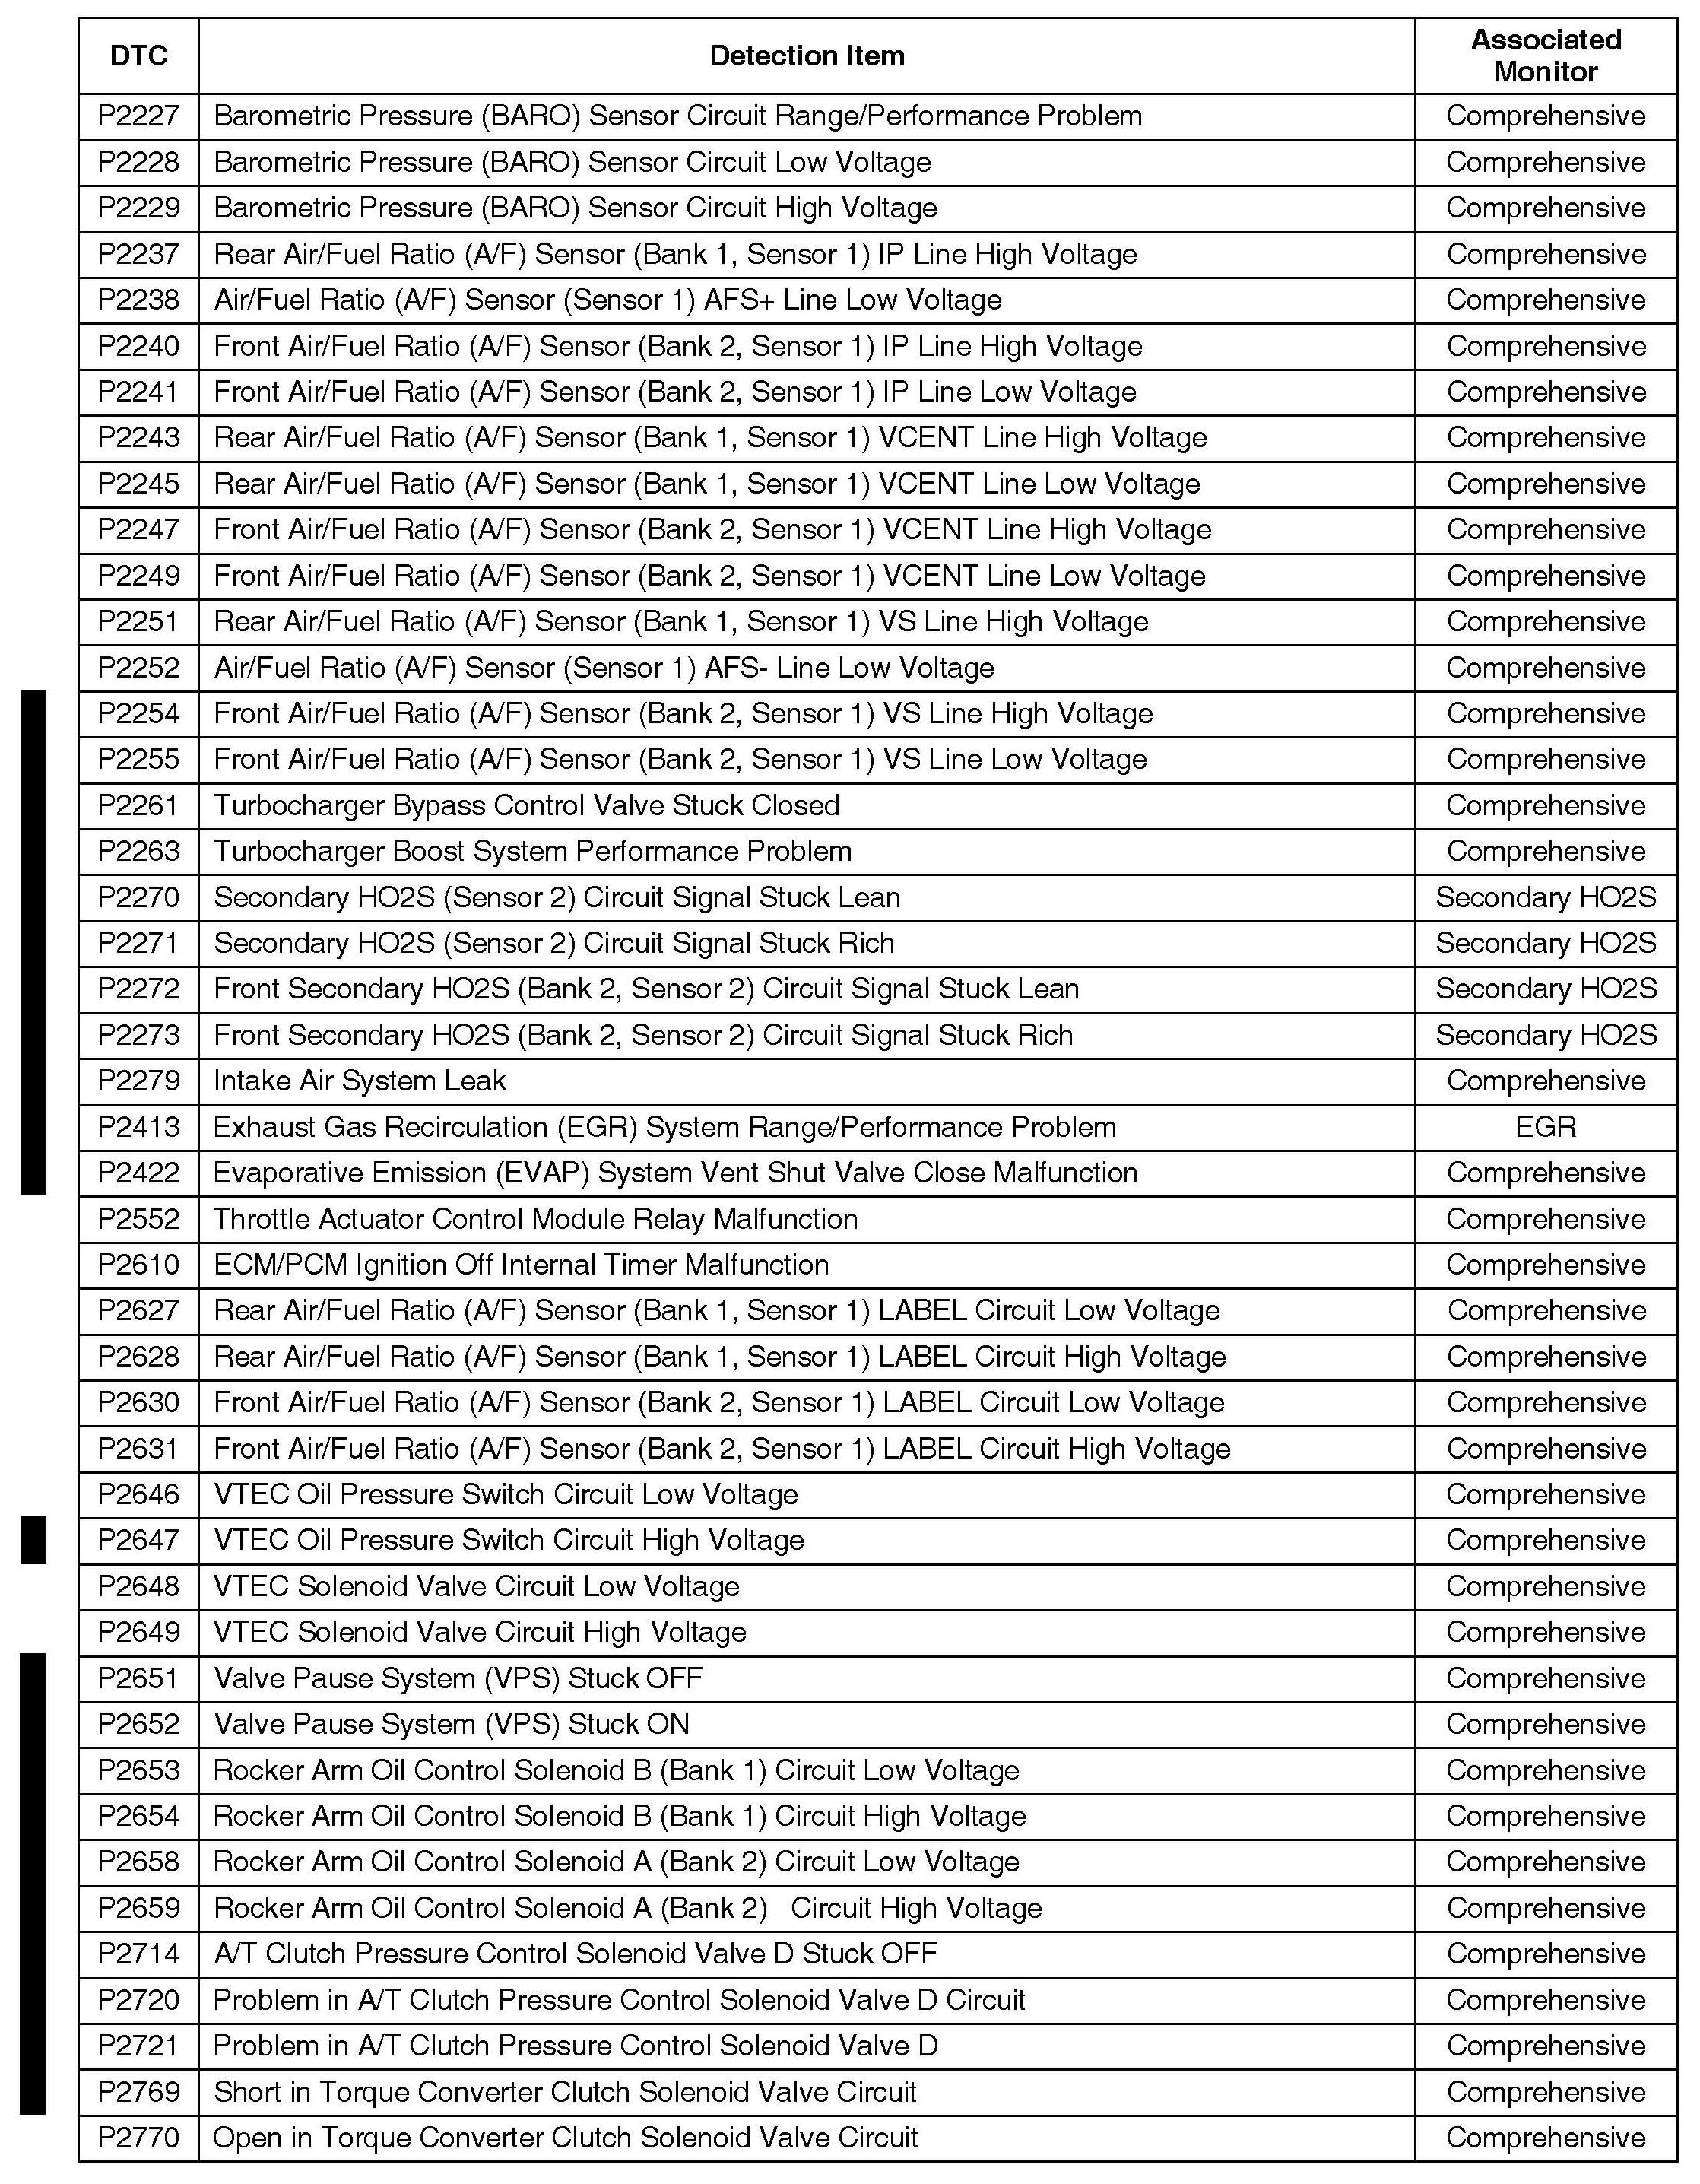 DTC Detection Item Associated Monitor
P2227 Barometric Pressure (BARO) Sensor Circuit Range/Performance Problem Comprehensive
P2228 Barometric Pressure (BARO) Sensor Circuit Low Voltage Comprehensive
P2229 Barometric Pressure (BARO) Sensor Circuit High Voltage Comprehensive
P2237 Rear Air/Fuel Ratio (A/F) Sensor (Bank 1, Sensor 1) IP Line High Voltage Comprehensive
P2238 Air/Fuel Ratio (A/F) Sensor (Sensor 1) AFS+ Line Low Voltage Comprehensive
P2240 Front Air/Fuel Ratio (A/F) Sensor (Bank 2, Sensor 1) IP Line High Voltage Comprehensive
P2241 Front Air/Fuel Ratio (A/F) Sensor (Bank 2, Sensor 1) IP Line Low Voltage Comprehensive
P2243 Rear Air/Fuel Ratio (A/F) Sensor (Bank 1, Sensor 1) VCENT Line High Voltage Comprehensive
P2245 Rear Air/Fuel Ratio (A/F) Sensor (Bank 1, Sensor 1) VCENT Line Low Voltage Comprehensive
P2247 Front Air/Fuel Ratio (A/F) Sensor (Bank 2, Sensor 1) VCENT Line High Voltage Comprehensive
P2249 Front Air/Fuel Ratio (A/F) Sensor (Bank 2, Sensor 1) VCENT Line Low Voltage Comprehensive
P2251 Rear Air/Fuel Ratio (A/F) Sensor (Bank 1, Sensor 1) VS Line High Voltage Comprehensive
P2252 Air/Fuel Ratio (A/F) Sensor (Sensor 1) AFS- Line Low Voltage Comprehensive
P2254 Front Air/Fuel Ratio (A/F) Sensor (Bank 2, Sensor 1) VS Line High Voltage Comprehensive
P2255 Front Air/Fuel Ratio (A/F) Sensor (Bank 2, Sensor 1) VS Line Low Voltage Comprehensive
P2261 Turbocharger Bypass Control Valve Stuck Closed Comprehensive
P2263 Turbocharger Boost System Performance Problem Comprehensive
P2270 Secondary HO2S (Sensor 2) Circuit Signal Stuck Lean Secondary HO2S
P2271 Secondary HO2S (Sensor 2) Circuit Signal Stuck Rich Secondary HO2S
P2272 Front Secondary HO2S (Bank 2, Sensor 2) Circuit Signal Stuck Lean Secondary HO2S
P2273 Front Secondary HO2S (Bank 2, Sensor 2) Circuit Signal Stuck Rich Secondary HO2S
P2279 Intake Air System Leak Comprehensive
P2413 Exhaust Gas Recirculation (EGR) System Range/Performance Problem EGR
P2422 Evaporative Emission (EVAP) System Vent Shut Valve Close Malfunction Comprehensive
P2552 Throttle Actuator Control Module Relay Malfunction Comprehensive
P2610 ECM/PCM Ignition Off Internal Timer Malfunction Comprehensive
P2627 Rear Air/Fuel Ratio (A/F) Sensor (Bank 1, Sensor 1) LABEL Circuit Low Voltage Comprehensive
P2628 Rear Air/Fuel Ratio (A/F) Sensor (Bank 1, Sensor 1) LABEL Circuit High Voltage Comprehensive
P2630 Front Air/Fuel Ratio (A/F) Sensor (Bank 2, Sensor 1) LABEL Circuit Low Voltage Comprehensive
P2631 Front Air/Fuel Ratio (A/F) Sensor (Bank 2, Sensor 1) LABEL Circuit High Voltage Comprehensive
P2646 VTEC Oil Pressure Switch Circuit Low Voltage Comprehensive
P2647 VTEC Oil Pressure Switch Circuit High Voltage Comprehensive
P2648 VTEC Solenoid Valve Circuit Low Voltage Comprehensive
P2649 VTEC Solenoid Valve Circuit High Voltage Comprehensive
P2651 Valve Pause System (VPS) Stuck OFF Comprehensive
P2652 Valve Pause System (VPS) Stuck ON Comprehensive
P2653 Rocker Arm Oil Control Solenoid B (Bank 1) Circuit Low Voltage Comprehensive
P2654 Rocker Arm Oil Control Solenoid B (Bank 1) Circuit High Voltage Comprehensive
P2658 Rocker Arm Oil Control Solenoid A (Bank 2) Circuit Low Voltage Comprehensive
P2659 Rocker Arm Oil Control Solenoid A (Bank 2) Circuit High Voltage Comprehensive
P2714 A/T Clutch Pressure Control Solenoid Valve D Stuck OFF Comprehensive
P2720 Problem in A/T Clutch Pressure Control Solenoid Valve D Circuit Comprehensive
P2721 Problem in A/T Clutch Pressure Control Solenoid Valve D Comprehensive
P2769 Short in Torque Converter Clutch Solenoid Valve Circuit Comprehensive
P2770 Open in Torque Converter Clutch Solenoid Valve Circuit Comprehensive